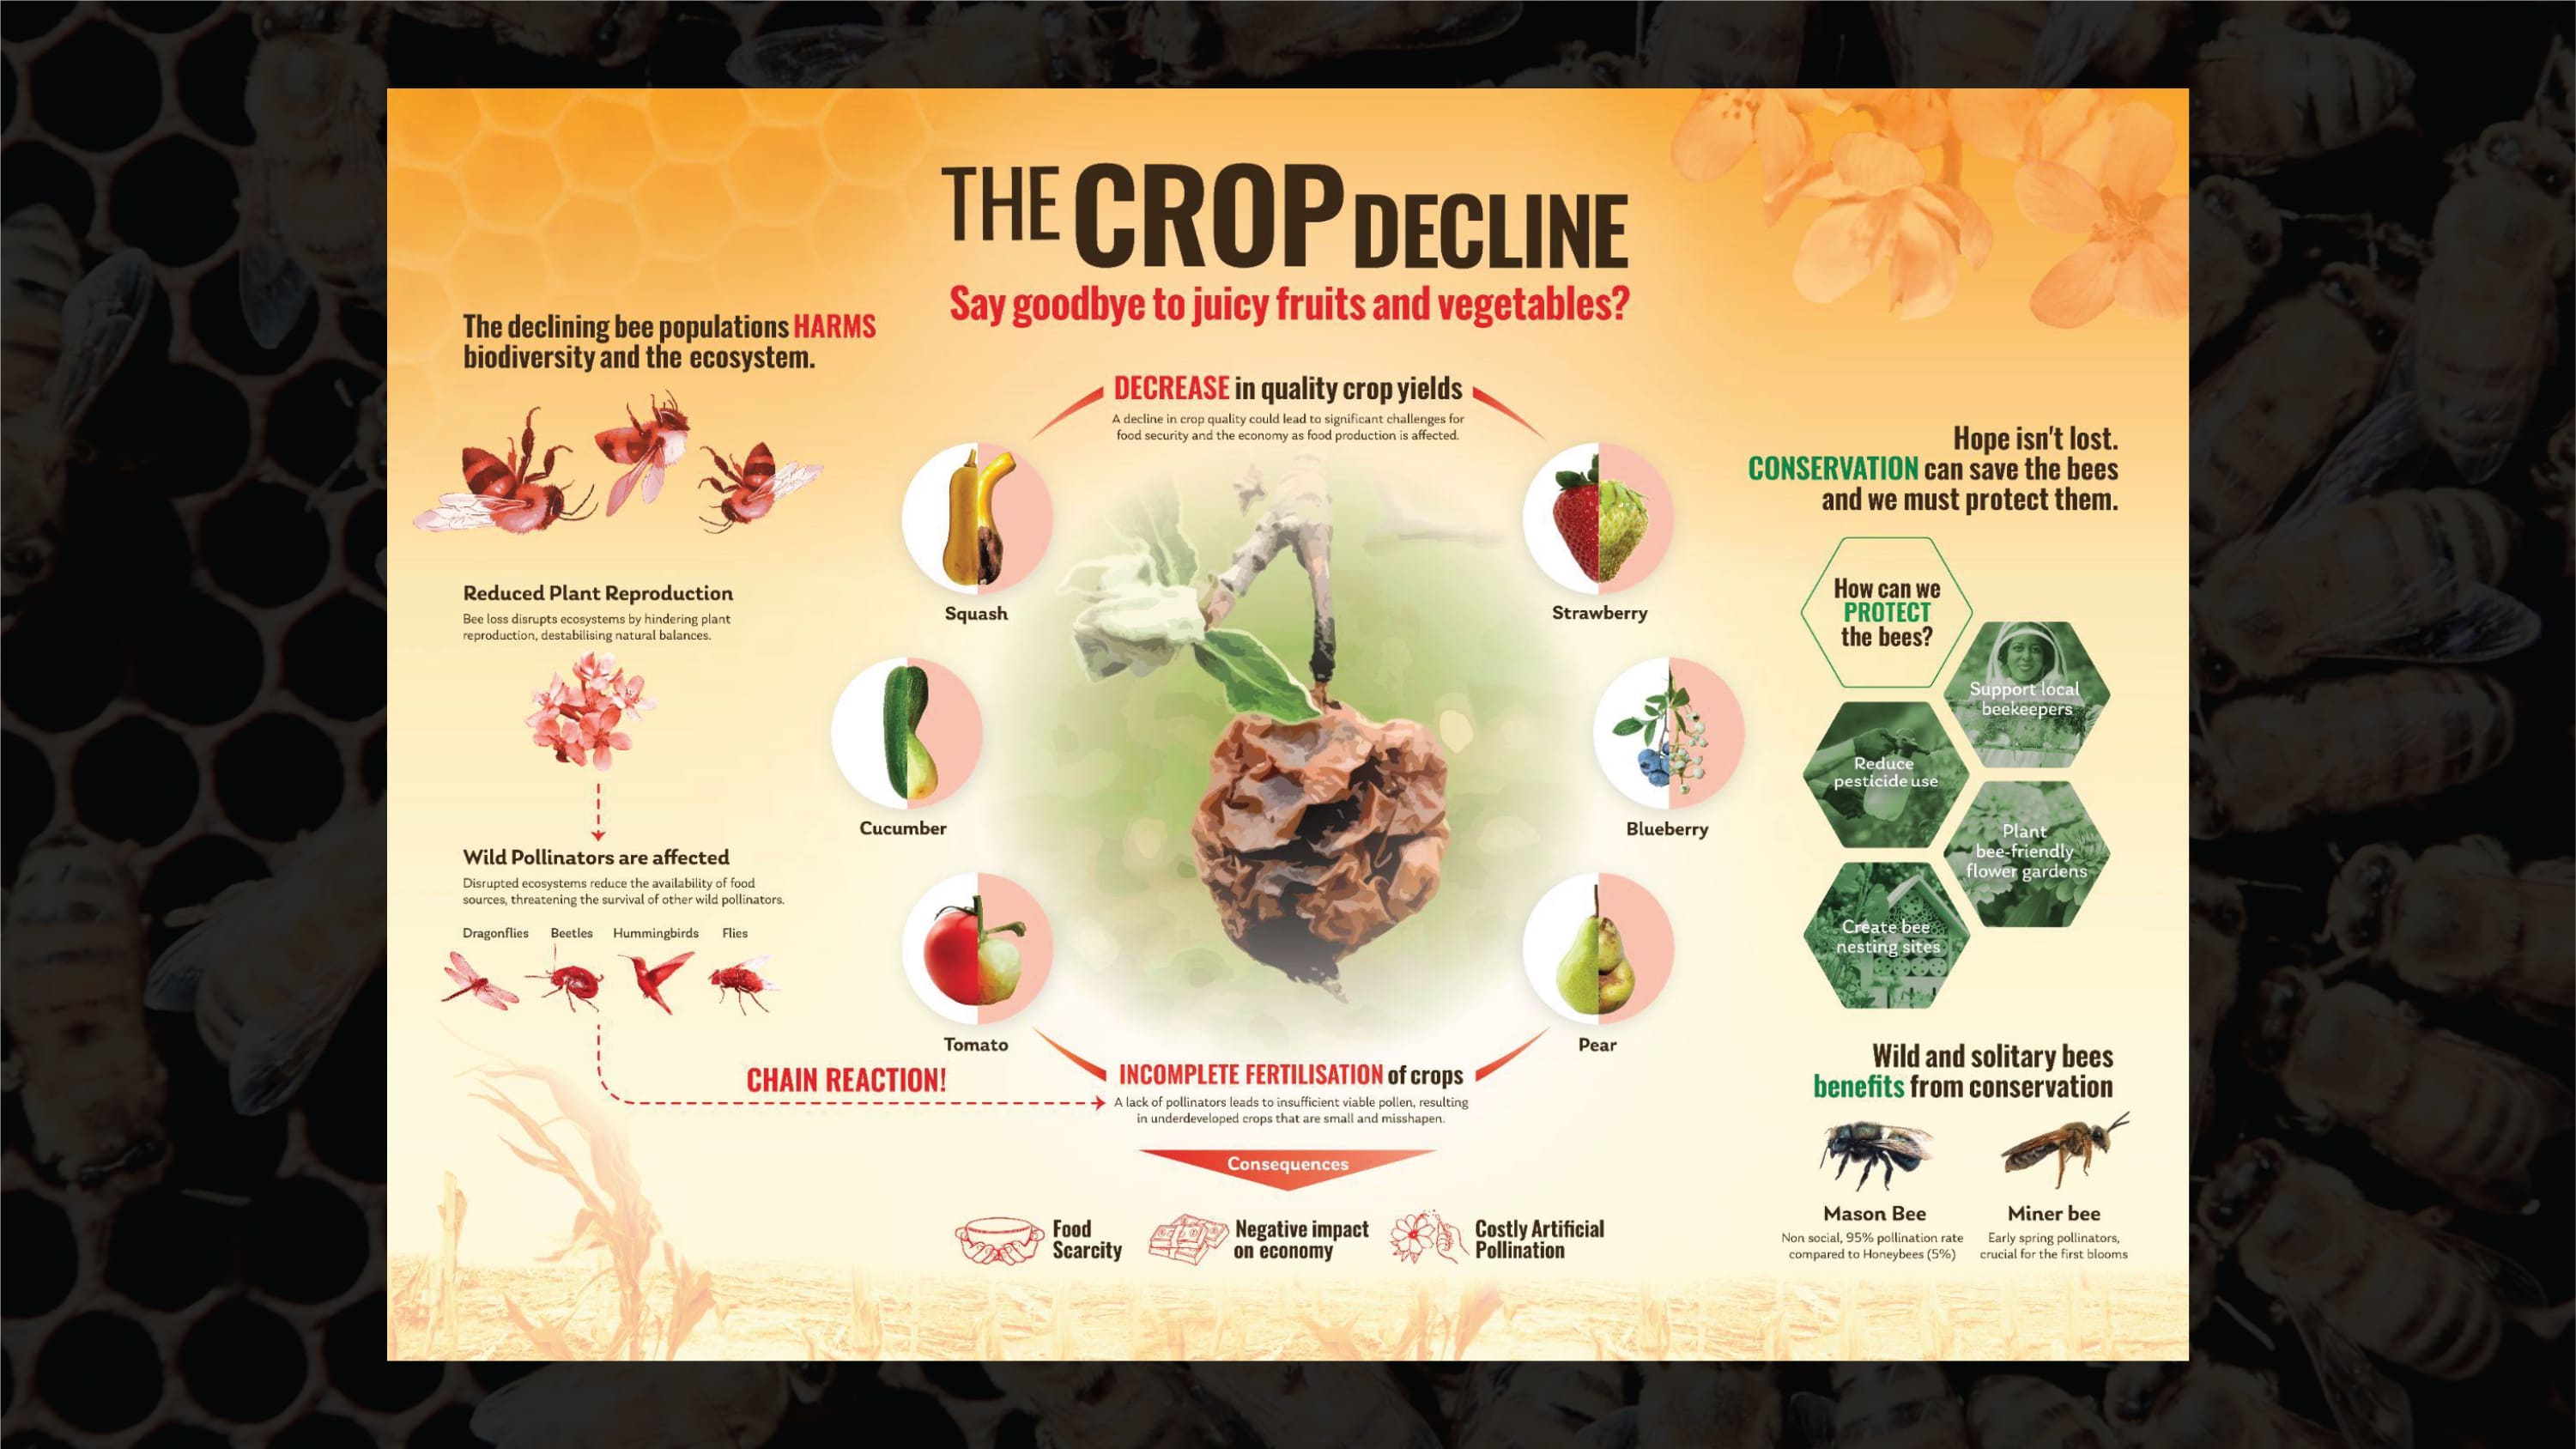 THE CROP DECLINE
Say goodbye to juicy fruits and vegetables?
The declining bee populations HARMS
biodiversity and the ecosystem.
Reduced Plant Reproduction
Bee loss disrupts ecosystems by hindering plant
reproduction, destabilising natural balances.
Wild Pollinators are affected
Disrupted ecosystems reduce the availability of food
sources, threatening the survival of other wild pollinators.
Dragonflies Beetles Hummingbirds Flies
CHAIN REACTION!
DECREASE in quality crop yields
A decline in crop quality could lead to significant challenges for
food security and the economy as food production is affected.
Squash
Strawberry
Cucumber
Blueberry
Tomato
Pear
INCOMPLETE FERTILISATION of crops
A lack of pollinators leads to insufficient viable pollen, resulting
in underdeveloped crops that are small and misshapen.
Consequences
Food
Scarcity
Negative impact
on economy
Costly Artificial
Pollination
Hope isn't lost.
CONSERVATION can save the bees
and we must protect them.
How can we
PROTECT
the bees?
Support local
beekeepers
Reduce
pesticide use
Plant
bee-friendly
flower gardens
Create bee
nesting sites
Wild and solitary bees
benefits from conservation
Mason Bee
Non social, 95% pollination rate
compared to Honeybees (5%)
Miner bee
Early spring pollinators,
crucial for the first blooms